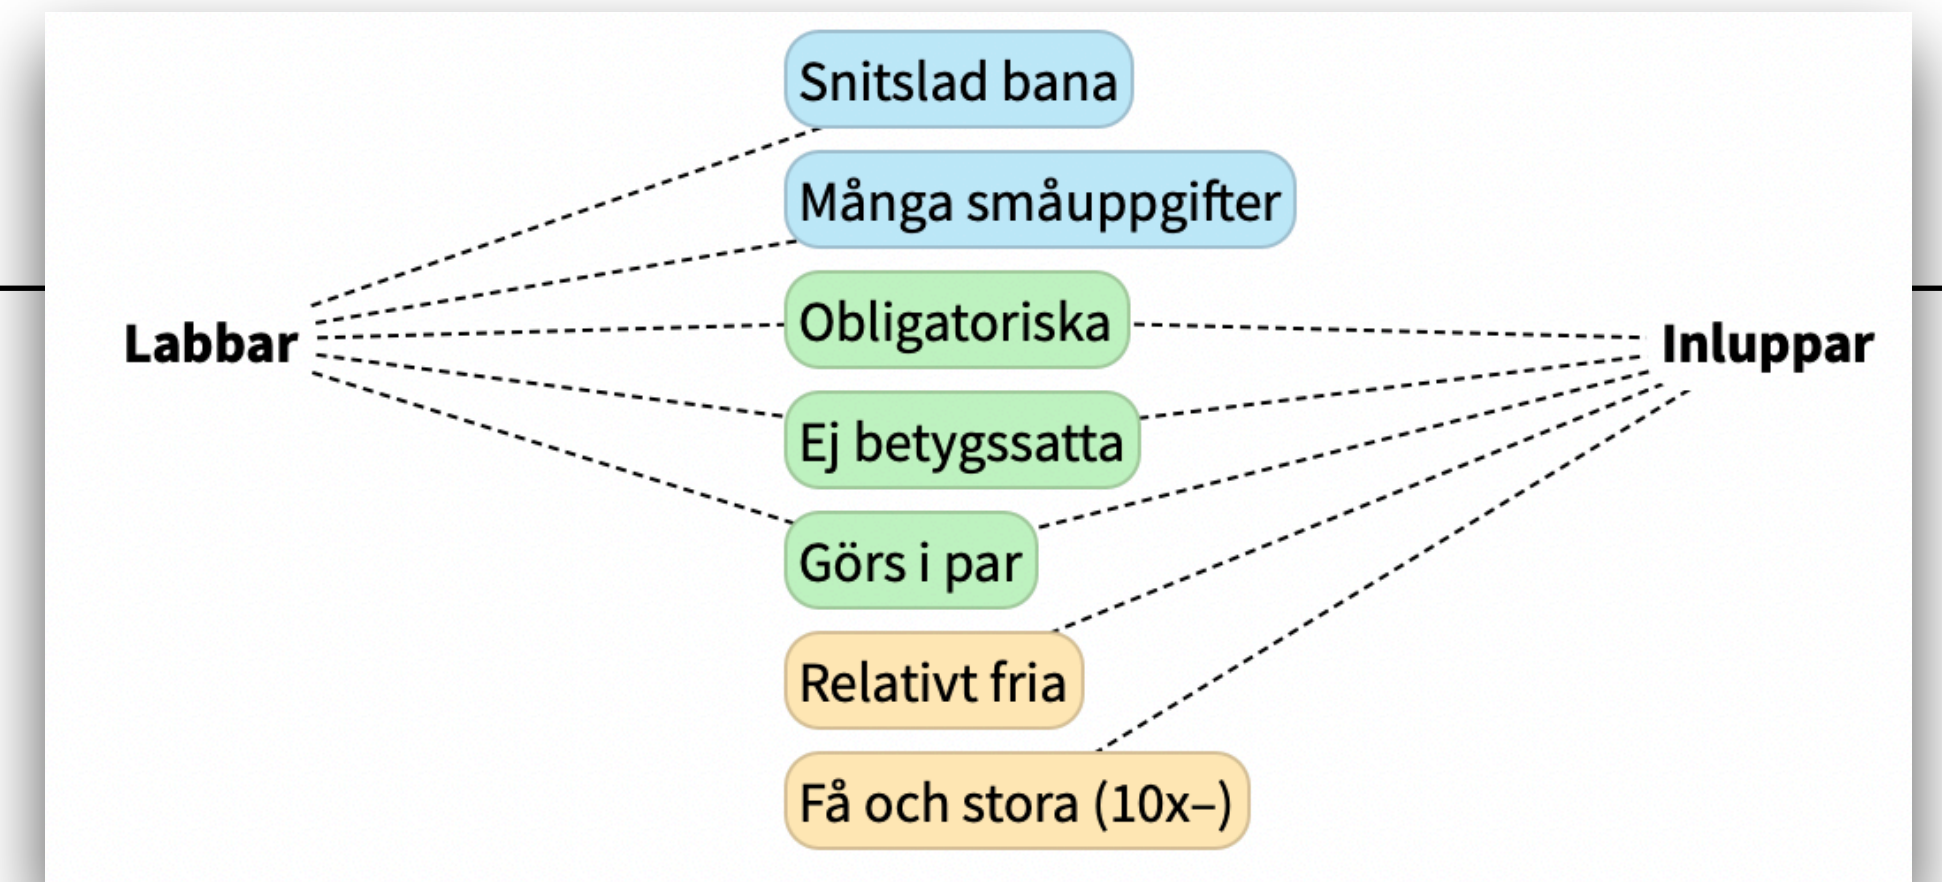 Snitslad bana
Många småuppgifter
Obligatoriska
Labbar
Inluppar
Ej betygssatta
Görs i par
Relativt fria
Få och stora (10x–)